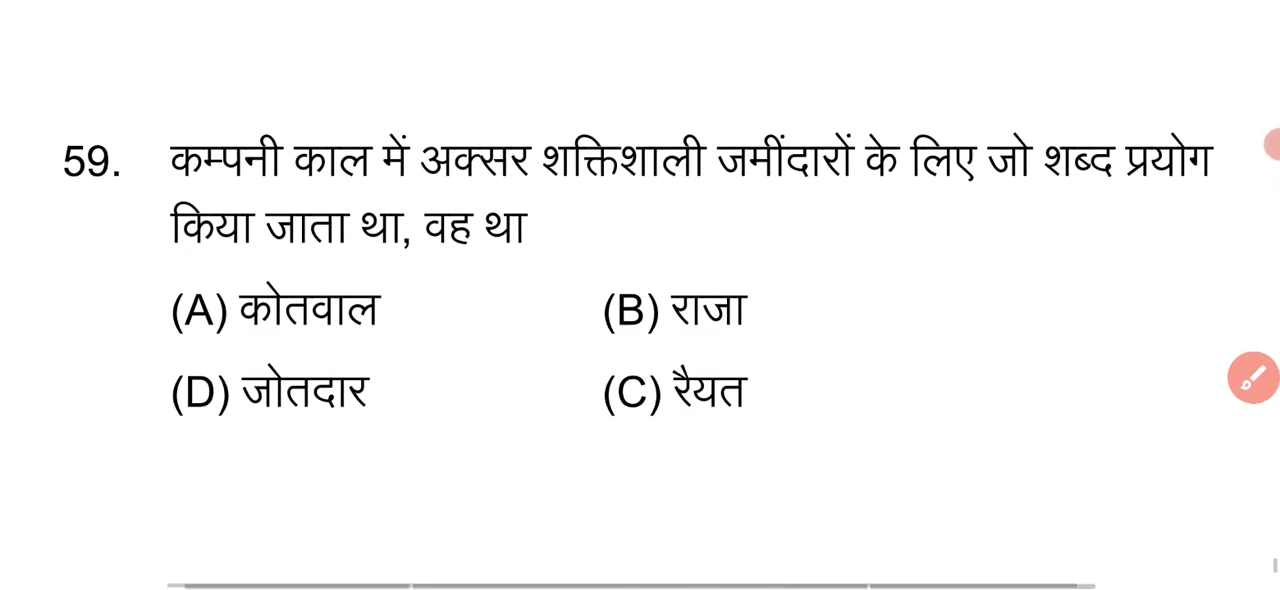 59. कम्पनी काल में अक्सर शक्तिशाली जमींदारों के लिए जो शब्द प्रयोग
किया जाता था, वह था
(A) कोतवाल (B) राजा
(D) जोतदार (C) रैयत